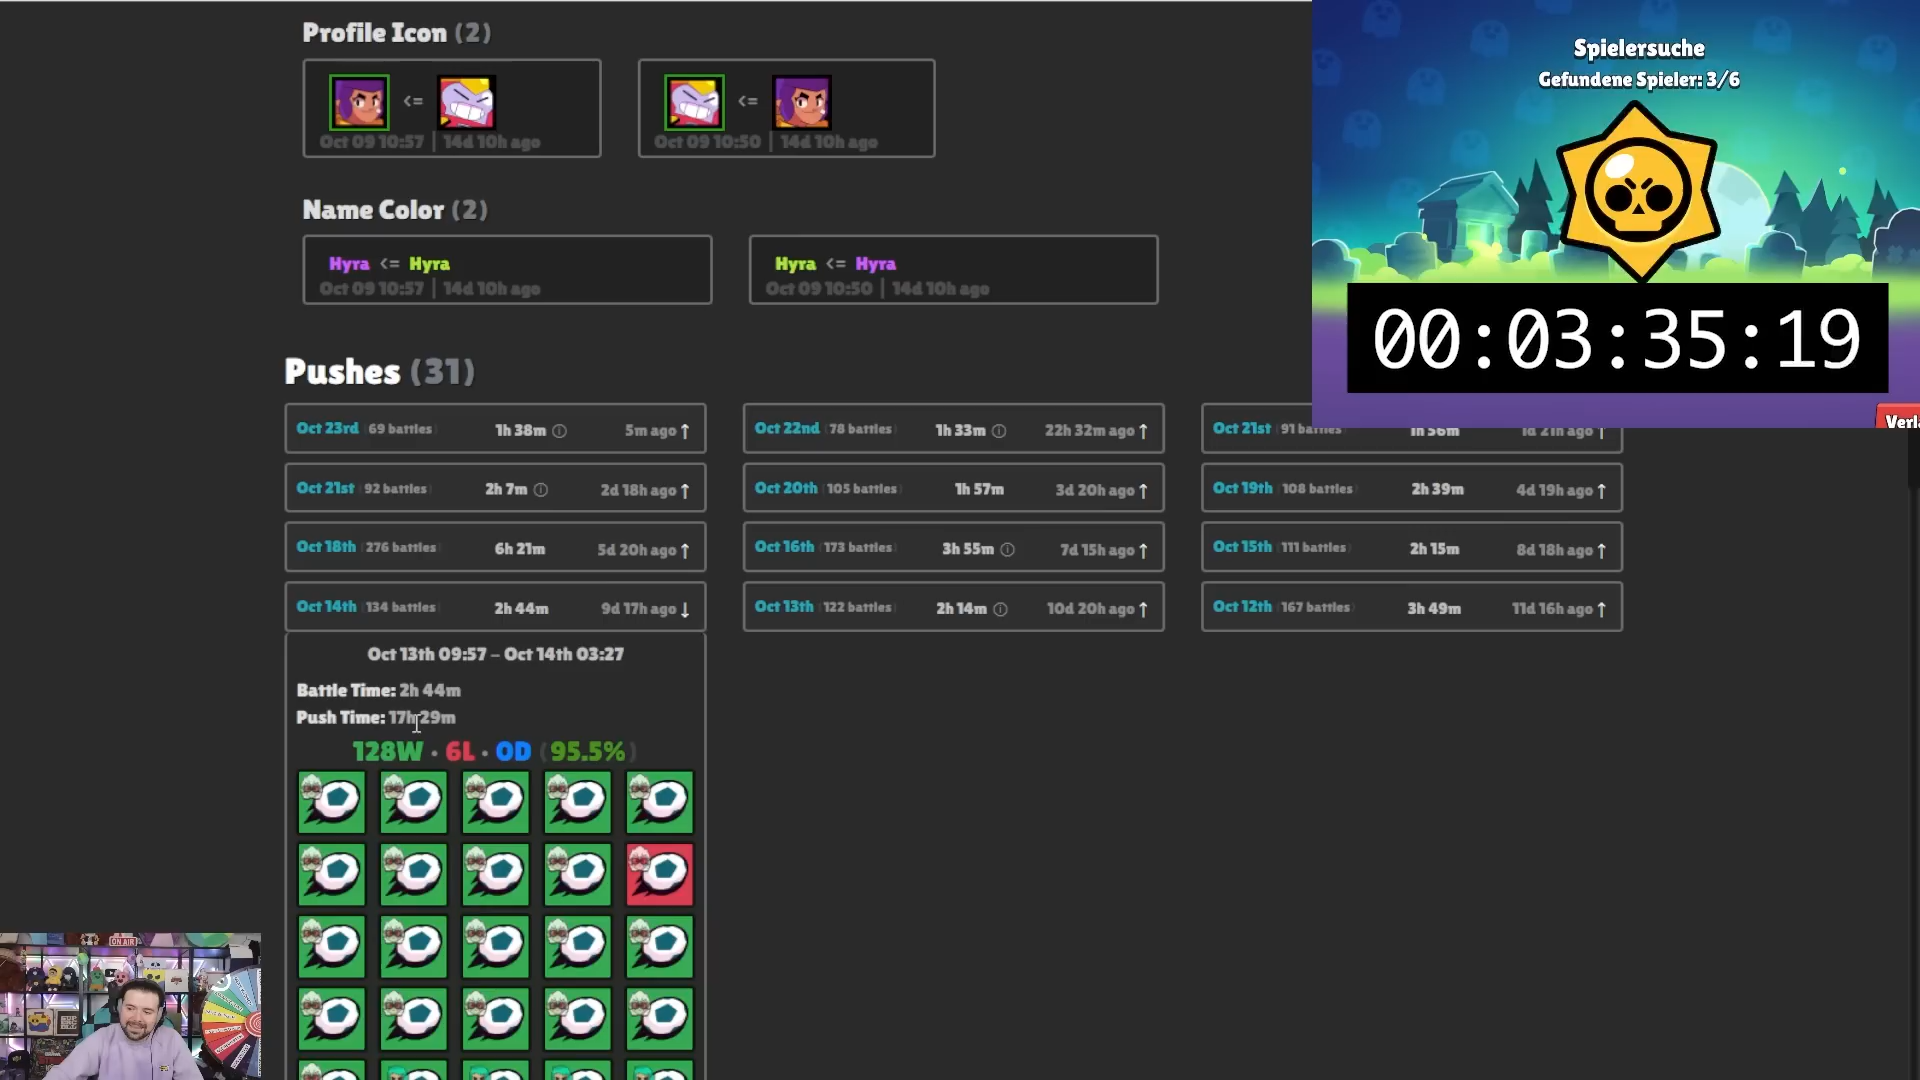 Profile Icon (2)
<=
Oct 09 10:57 | 14d 10h ago
<=
Oct 09 10:50 | 14d 10h ago
Name Color (2)
Hyra <= Hyra
Oct 09 10:57 | 14d 10h ago
Hyra <= Hyra
Oct 09 10:50 | 14d 10h ago
Spielersuche
Gefundene Spieler: 3/6
00:03:35:19
Pushes (31)
Oct 23rd 69 battles 1h 38m 5m ago ↑
Oct 22nd 78 battles 1h 33m 22h 32m ago ↑
Oct 21st 91 battles 1h 56m 1d 21h ago ↑
Oct 21st 92 battles 2h 7m 2d 18h ago ↑
Oct 20th 105 battles 1h 57m 3d 20h ago ↑
Oct 19th 108 battles 2h 39m 4d 19h ago ↑
Oct 18th 276 battles 6h 21m 5d 20h ago ↑
Oct 16th 173 battles 3h 55m 7d 15h ago ↑
Oct 15th 111 battles 2h 15m 8d 18h ago ↑
Oct 14th 134 battles 2h 44m 9d 17h ago ↓
Oct 13th 122 battles 2h 14m 10d 20h ago ↑
Oct 12th 167 battles 3h 49m 11d 16h ago ↑
Oct 13th 09:57 – Oct 14th 03:27
Battle Time: 2h 44m
Push Time: 17h 29m
128W · 6L · 0D (95.5%)
ON AIR